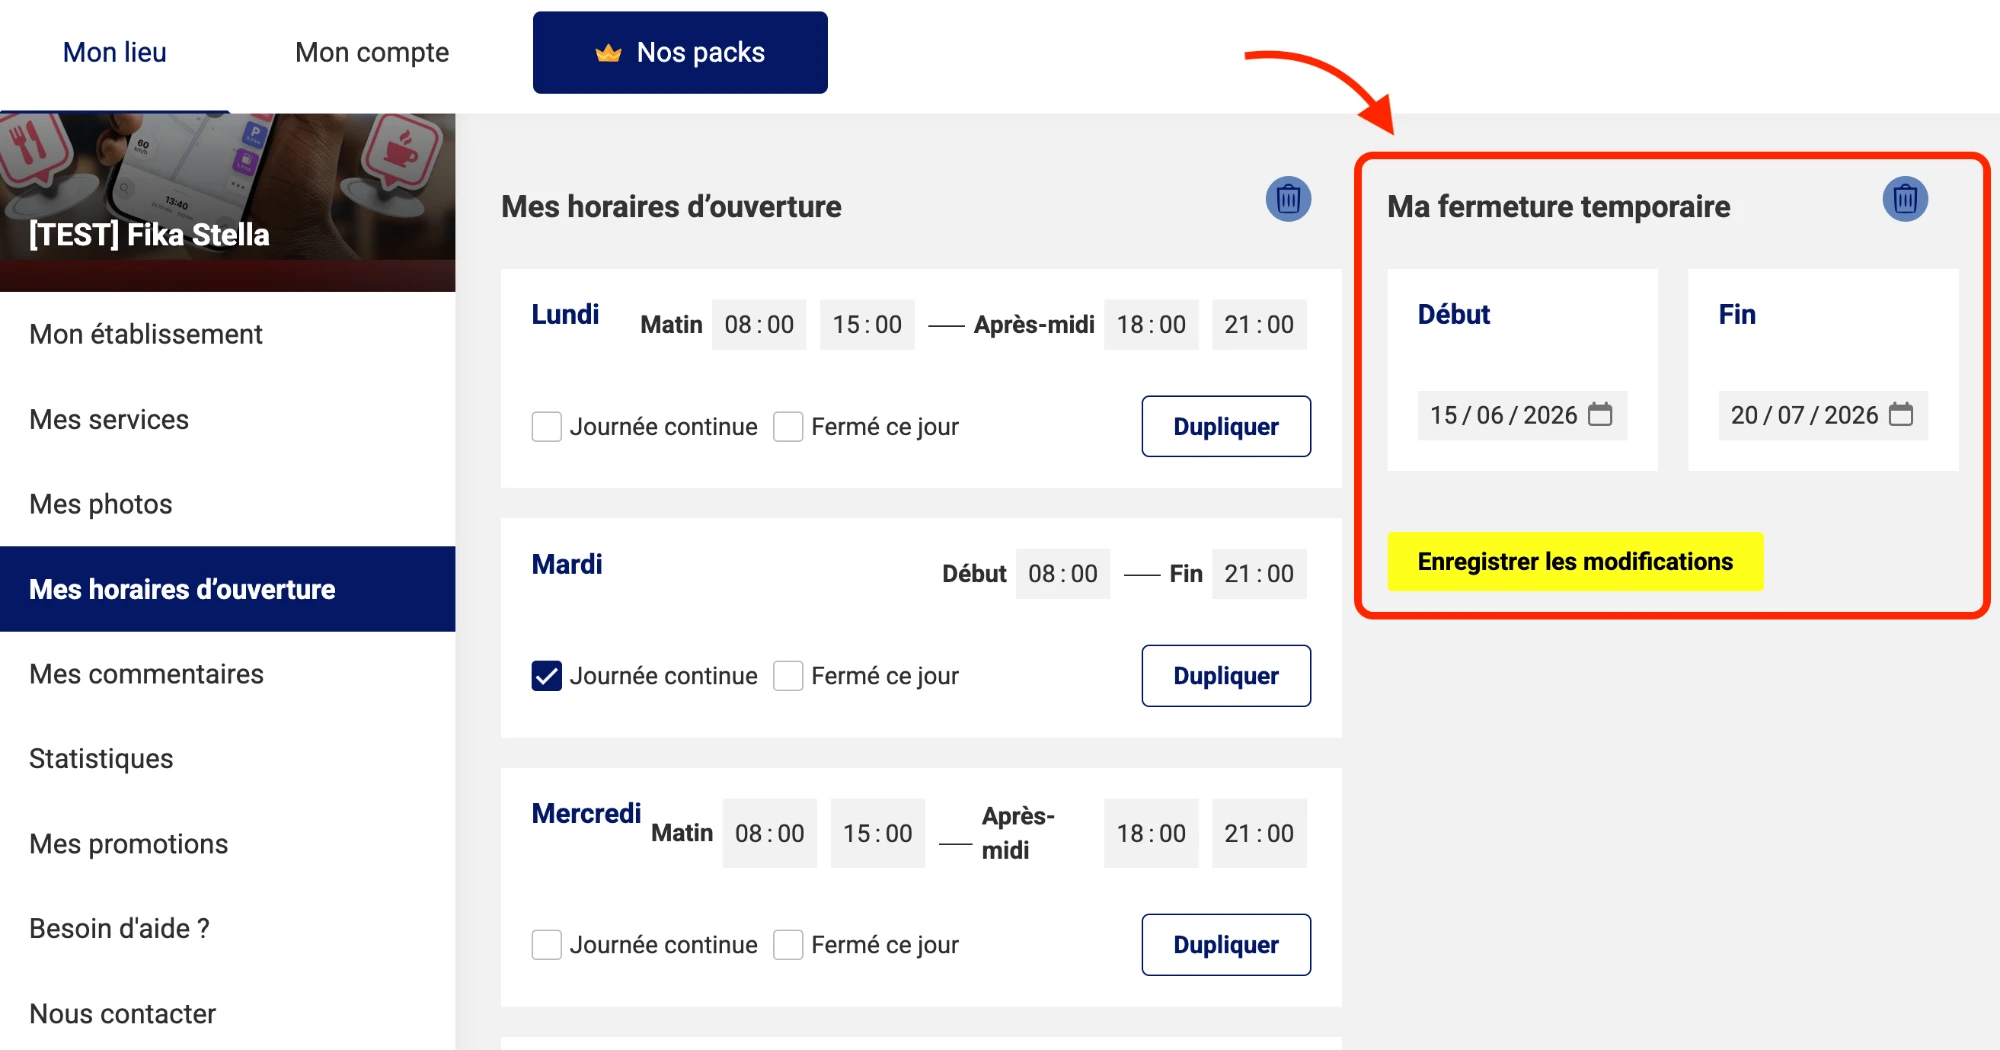 Mon lieu
Mon compte
Nos packs
60
km/h
P
13:40
[TEST] Fika Stella
Mon établissement
Mes services
Mes photos
Mes horaires d’ouverture
Mes commentaires
Statistiques
Mes promotions
Besoin d'aide ?
Nous contacter
Mes horaires d’ouverture
Lundi
Matin 08:00 15:00 — Après-midi 18:00 21:00
Journée continue Fermé ce jour Dupliquer
Mardi
Début 08:00 — Fin 21:00
Journée continue Fermé ce jour Dupliquer
Mercredi
Matin 08:00 15:00 — Après-
midi 18:00 21:00
Journée continue Fermé ce jour Dupliquer
Ma fermeture temporaire
Début
15/06/2026
Fin
20/07/2026
Enregistrer les modifications